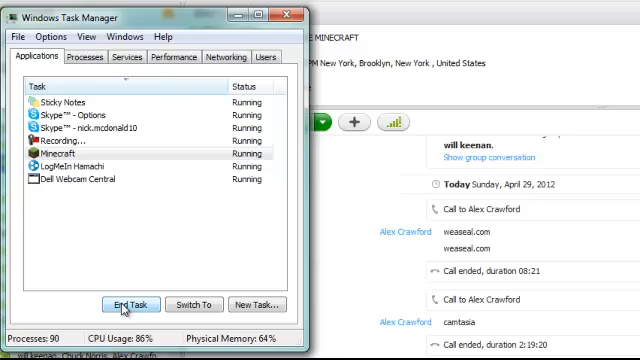 Windows Task Manager
File Options View Windows Help
Applications Processes Services Performance Networking Users
Task Status
Sticky Notes Running
Skype™ - Options Running
Skype™ - nick.mcdonald10 Running
Recording... Running
Minecraft Running
LogMeIn Hamachi Running
Dell Webcam Central Running
End Task Switch To New Task...
Processes: 90 CPU Usage: 86% Physical Memory: 64%
will keenan, Chuck Norris, Alex Crawfo
E MINECRAFT
PM New York, Brooklyn, New York , United States
will keenan.
Show group conversation
Today Sunday, April 29, 2012
Call to Alex Crawford
Alex Crawford weaseal.com
weaseal.com
Call ended, duration 08:21
Call to Alex Crawford
Alex Crawford camtasia
Call ended, duration 2:19:20